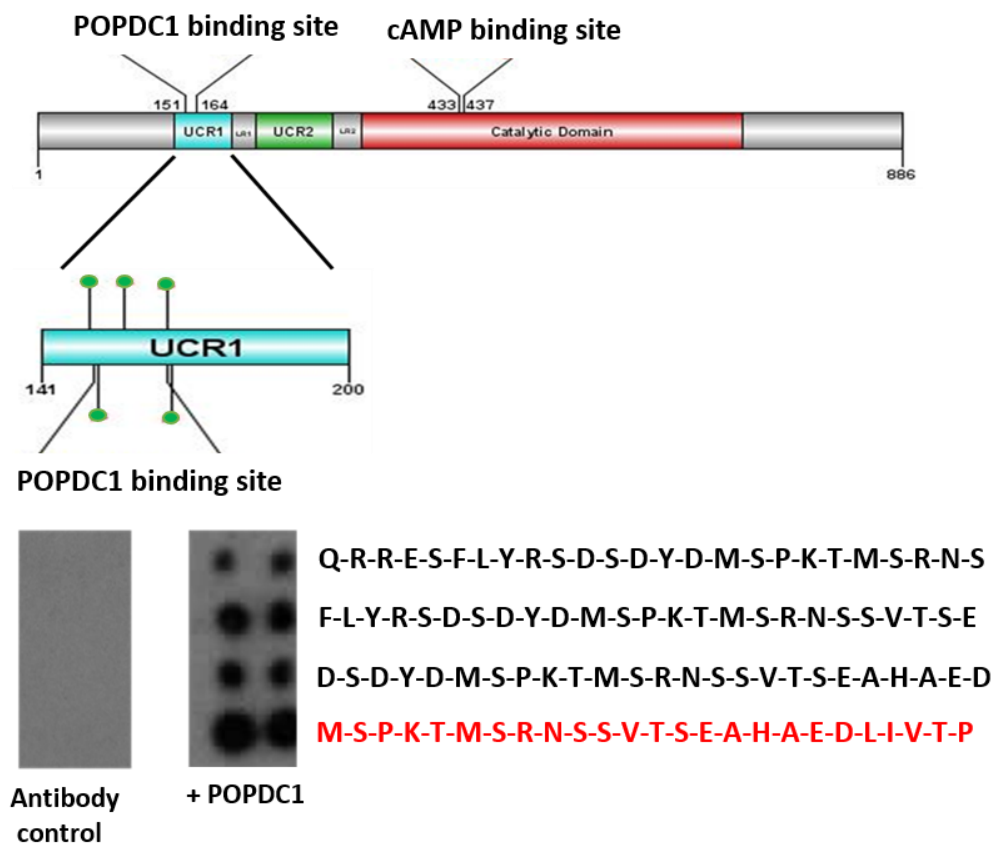 POPDC1 binding site cAMP binding site
151 164 433 437
UCR1 LR1 UCR2 LR2 Catalytic Domain
1 886
UCR1
141 200
POPDC1 binding site
Q-R-R-E-S-F-L-Y-R-S-D-S-D-Y-D-M-S-P-K-T-M-S-R-N-S
F-L-Y-R-S-D-S-D-Y-D-M-S-P-K-T-M-S-R-N-S-S-V-T-S-E
D-S-D-Y-D-M-S-P-K-T-M-S-R-N-S-S-V-T-S-E-A-H-A-E-D
M-S-P-K-T-M-S-R-N-S-S-V-T-S-E-A-H-A-E-D-L-I-V-T-P
Antibody control
+ POPDC1